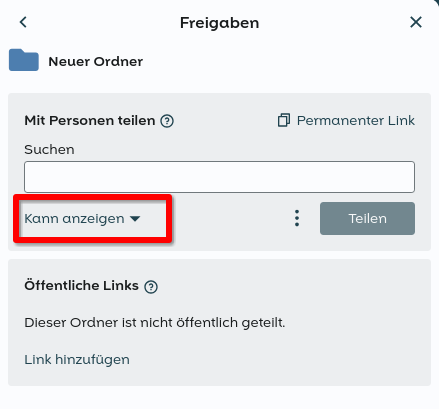 Freigaben
Neuer Ordner
Mit Personen teilen
Permanenter Link
Suchen
Kann anzeigen
Teilen
Öffentliche Links
Dieser Ordner ist nicht öffentlich geteilt.
Link hinzufügen